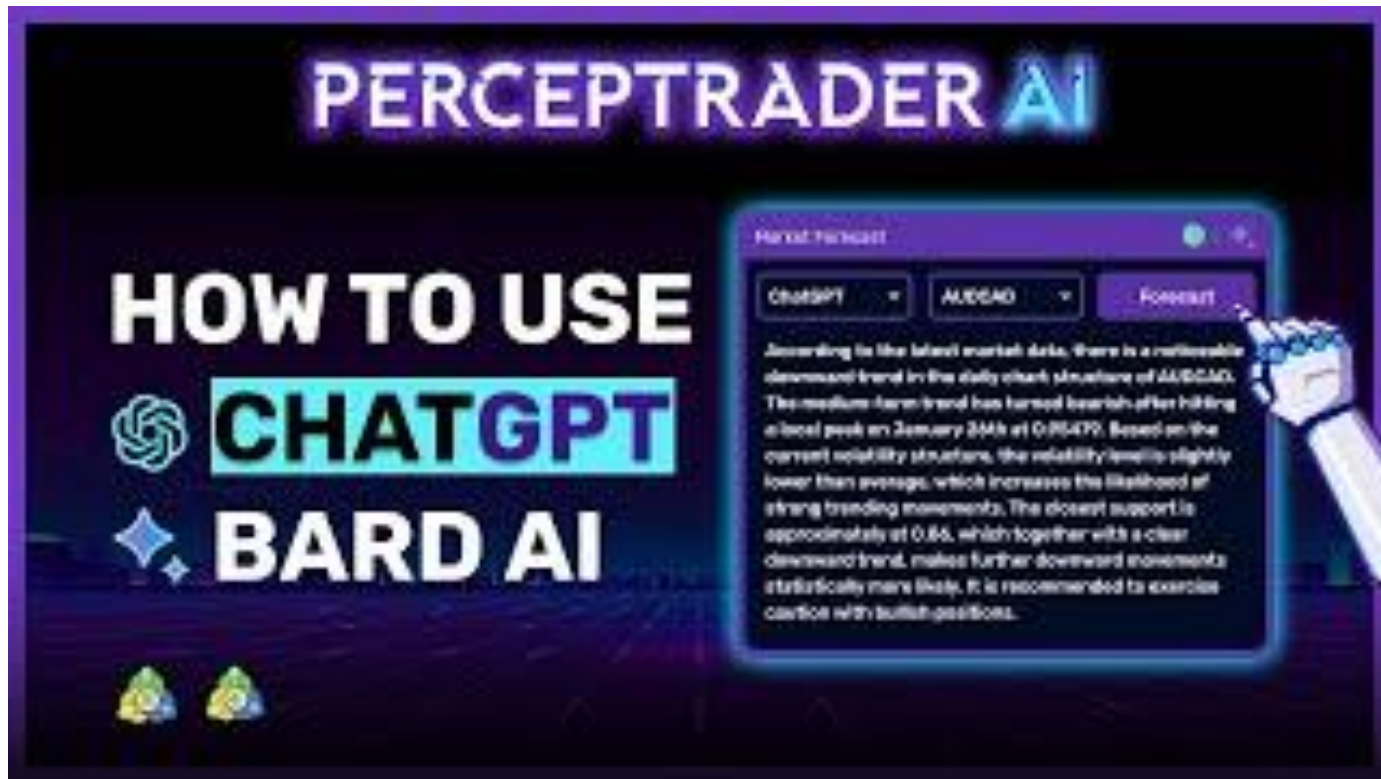 PERCEPTRADER AI
HOW TO USE
CHATGPT
BARD AI
Market Forecast
ChatGPT
AUDCAD
Forecast
According to the latest market data, there is a noticeable
downward trend in the daily chart structure of AUDCAD.
The medium-term trend has turned bearish after hitting
a local peak on January 26th at
Based on the
current volatility structure, the volatility level is slightly
lower than average, which increases the likelihood of
strong trending movements. The closest support is
approximately at 0.86, which together with a clear
downward trend, makes further downward movements
statistically more likely. It is recommended to exercise
caution with bullish positions.